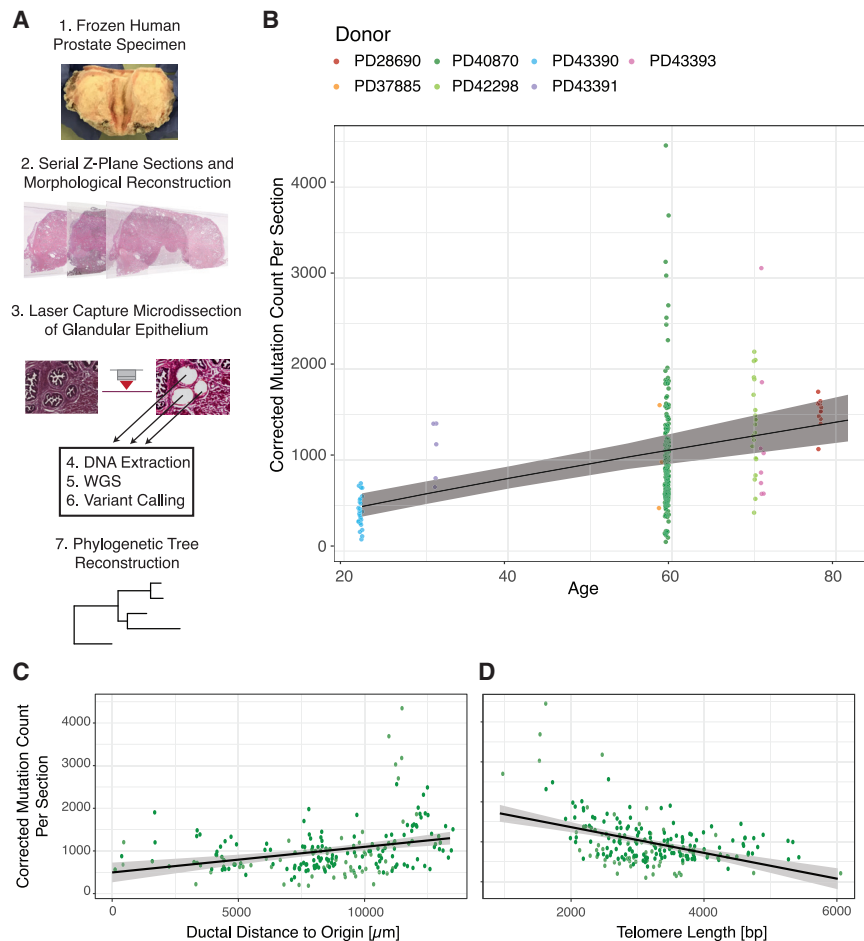 A
1. Frozen Human
Prostate Specimen
2. Serial Z-Plane Sections and
Morphological Reconstruction
3. Laser Capture Microdissection
of Glandular Epithelium
4. DNA Extraction
5. WGS
6. Variant Calling
7. Phylogenetic Tree
Reconstruction
B
Donor
PD28690 PD40870 PD43390 PD43393
PD37885 PD42298 PD43391
Corrected Mutation Count Per Section
4000
3000
2000
1000
0
20 40 60 80
Age
C
Corrected Mutation Count
Per Section
4000
3000
2000
1000
0
0 5000 10000
Ductal Distance to Origin [µm]
D
2000 4000 6000
Telomere Length [bp]